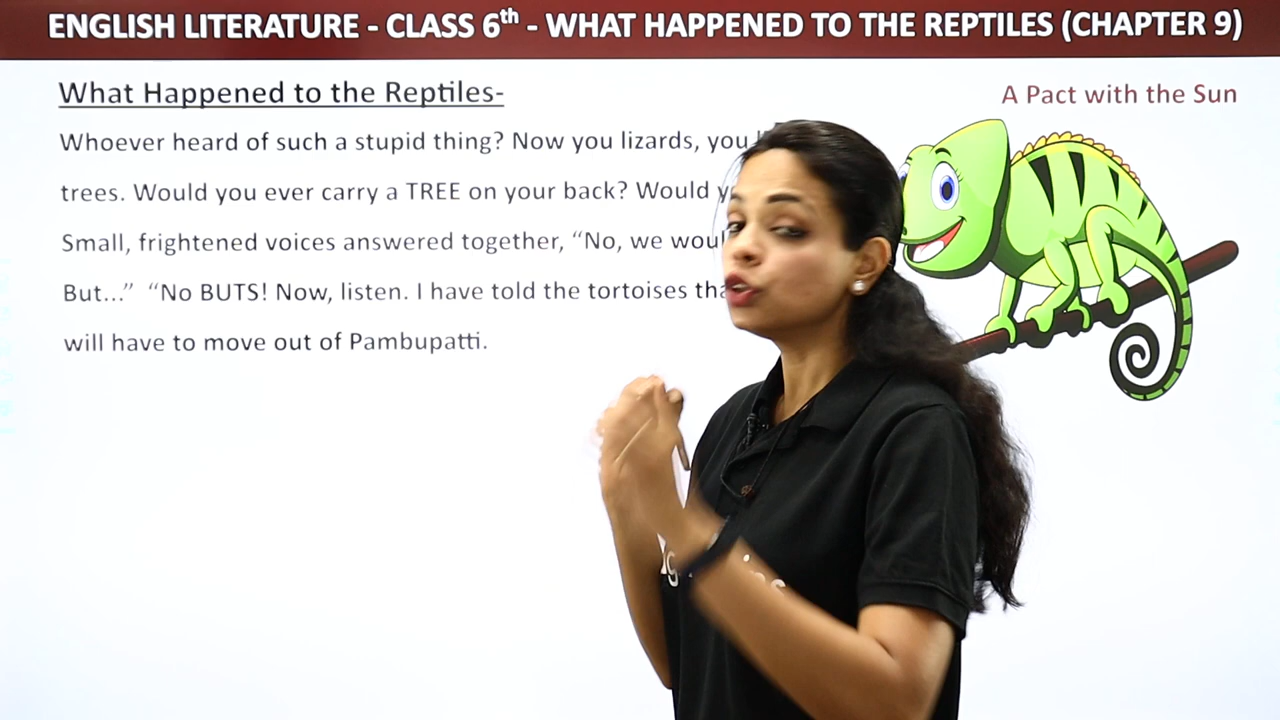 ENGLISH LITERATURE - CLASS 6th - WHAT HAPPENED TO THE REPTILES (CHAPTER 9)
What Happened to the Reptiles-
A Pact with the Sun
Whoever heard of such a stupid thing? Now you lizards, you
trees. Would you ever carry a TREE on your back? Would
Small, frightened voices answered together, “No, we
But...” “No BUTS! Now, listen. I have told the tortoises
will have to move out of Pambupatti.